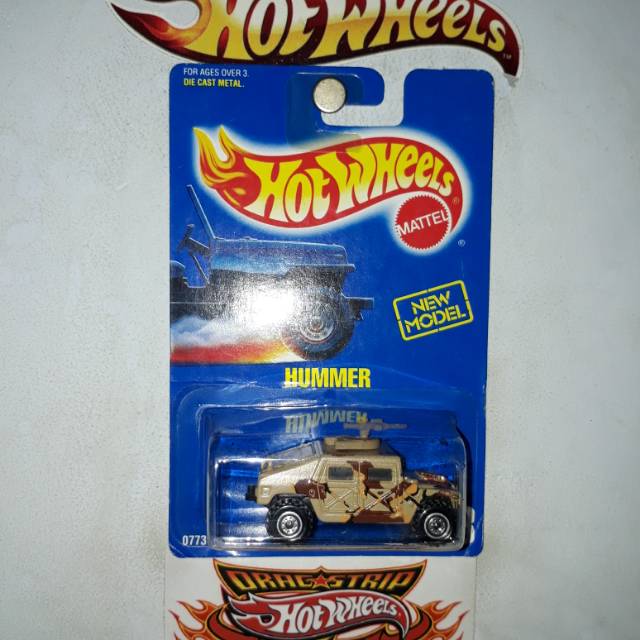 HOT WHEELS
FOR AGES OVER 3.
DIE CAST METAL.
HOT WHEELS
MATTEL
NEW
MODEL
HUMMER
0773
DRAG STRIP
HOT WHEELS